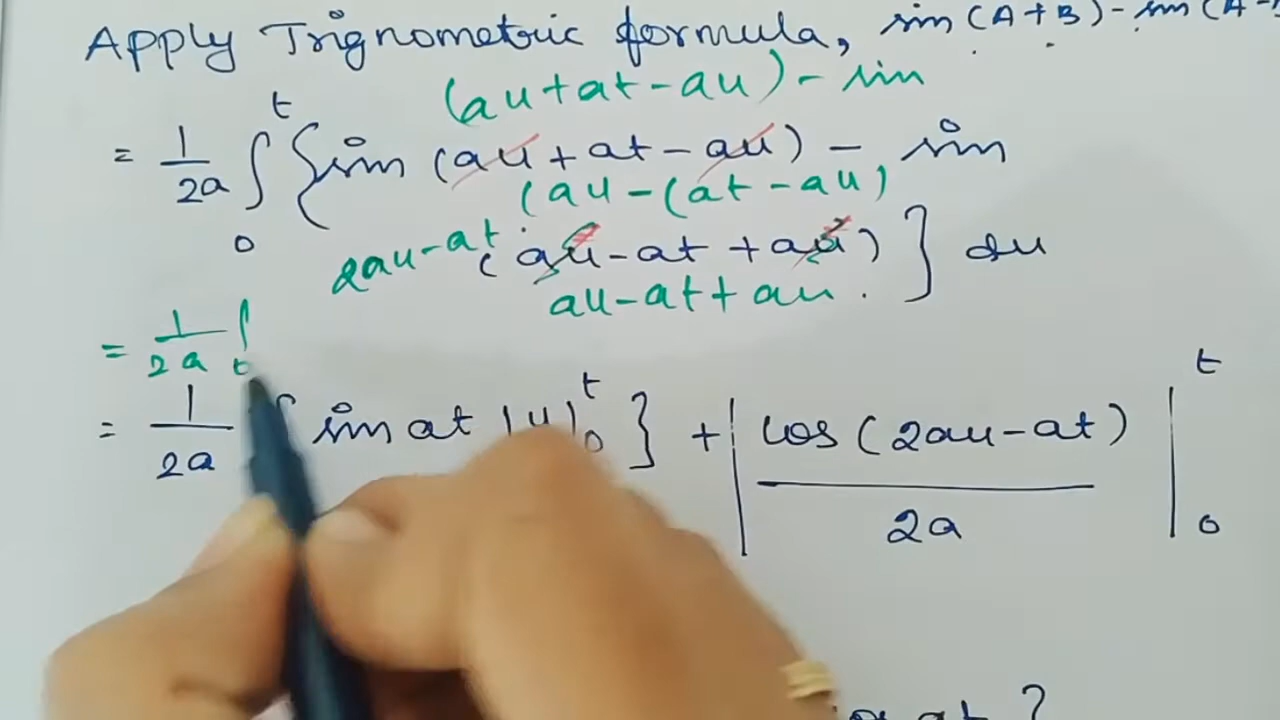 Apply Trignometric formula, sin (A+B) - sin (A-
(au+at-au) - sin
t
= 1/2a ∫ { sin (au + at - au) - sin
0
(au - (at - au)
2au-at (au - at + au) } du
au-at+au.
= 1/2a ∫
t
= 1/2a { sin at |u|₀ᵗ } + | cos (2au-at) / 2a |₀ᵗ
at }